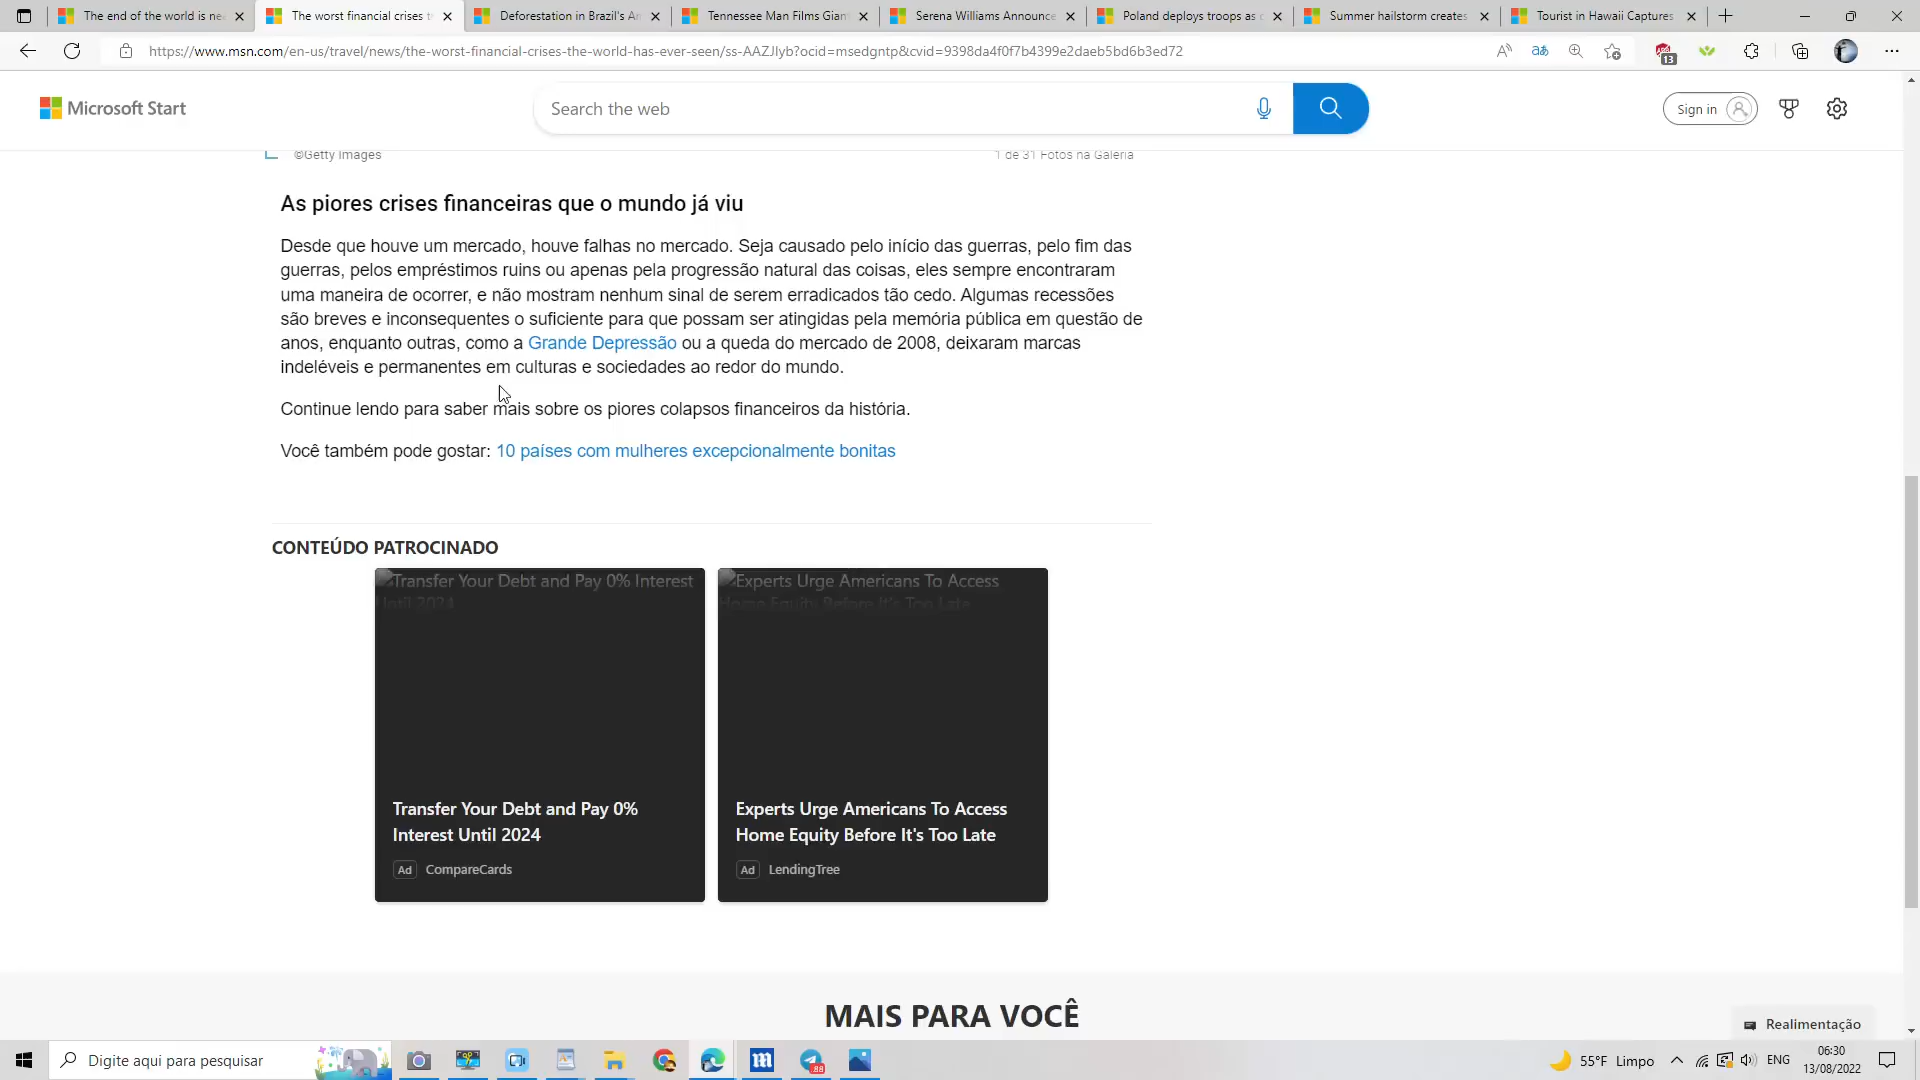 The end of the world is ne
The worst financial crises t
Deforestation in Brazil's A
Tennessee Man Films Gian
Serena Williams Announce
Poland deploys troops as
Summer hailstorm creates
Tourist in Hawaii Captures
https://www.msn.com/en-us/travel/news/the-worst-financial-crises-the-world-has-ever-seen/ss-AAZJlyb?ocid=msedgntp&cvid=9398da4f0f7b4399e2daeb5bd6b3ed72
13
Microsoft Start
Search the web
Sign in
©Getty Images
1 de 31 Fotos na Galeria
As piores crises financeiras que o mundo já viu
Desde que houve um mercado, houve falhas no mercado. Seja causado pelo início das guerras, pelo fim das
guerras, pelos empréstimos ruins ou apenas pela progressão natural das coisas, eles sempre encontraram
uma maneira de ocorrer, e não mostram nenhum sinal de serem erradicados tão cedo. Algumas recessões
são breves e inconsequentes o suficiente para que possam ser atingidas pela memória pública em questão de
anos, enquanto outras, como a Grande Depressão ou a queda do mercado de 2008, deixaram marcas
indeléveis e permanentes em culturas e sociedades ao redor do mundo.
Continue lendo para saber mais sobre os piores colapsos financeiros da história.
Você também pode gostar: 10 países com mulheres excepcionalmente bonitas
CONTEÚDO PATROCINADO
Transfer Your Debt and Pay 0% Interest
Until 2024
Transfer Your Debt and Pay 0%
Interest Until 2024
Ad CompareCards
Experts Urge Americans To Access
Home Equity Before It's Too Late
Experts Urge Americans To Access
Home Equity Before It's Too Late
Ad LendingTree
MAIS PARA VOCÊ
Realimentação
Digite aqui para pesquisar
88
55°F Limpo
ENG
06:30
13/08/2022